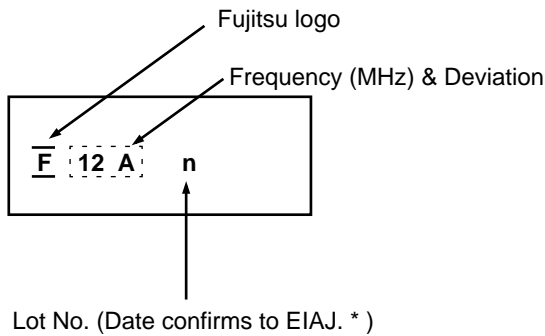 Fujitsu logo
Frequency (MHz) & Deviation
F 12 A n
Lot No. (Date confirms to EIAJ. * )